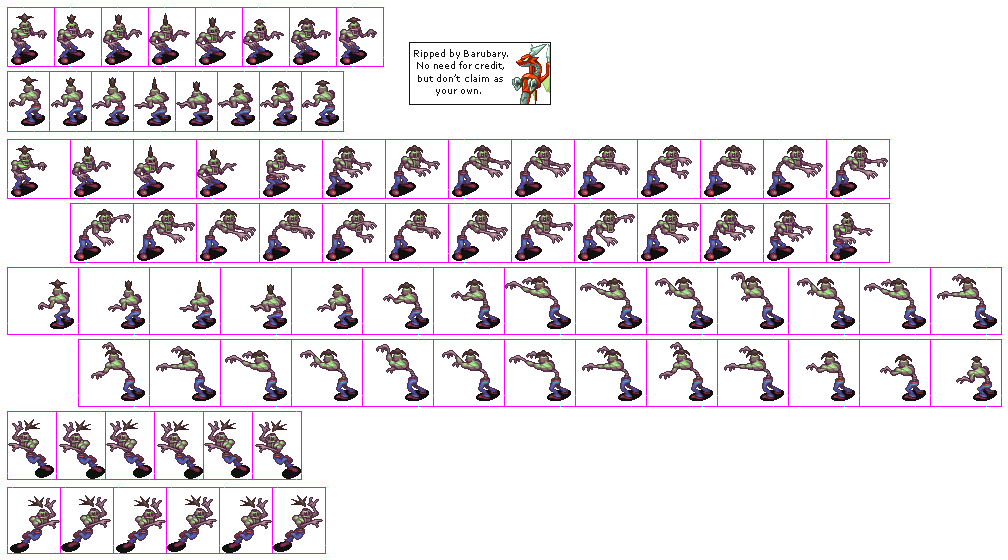 Ripped by Barubary.
No need for credit,
but don't claim as
your own.